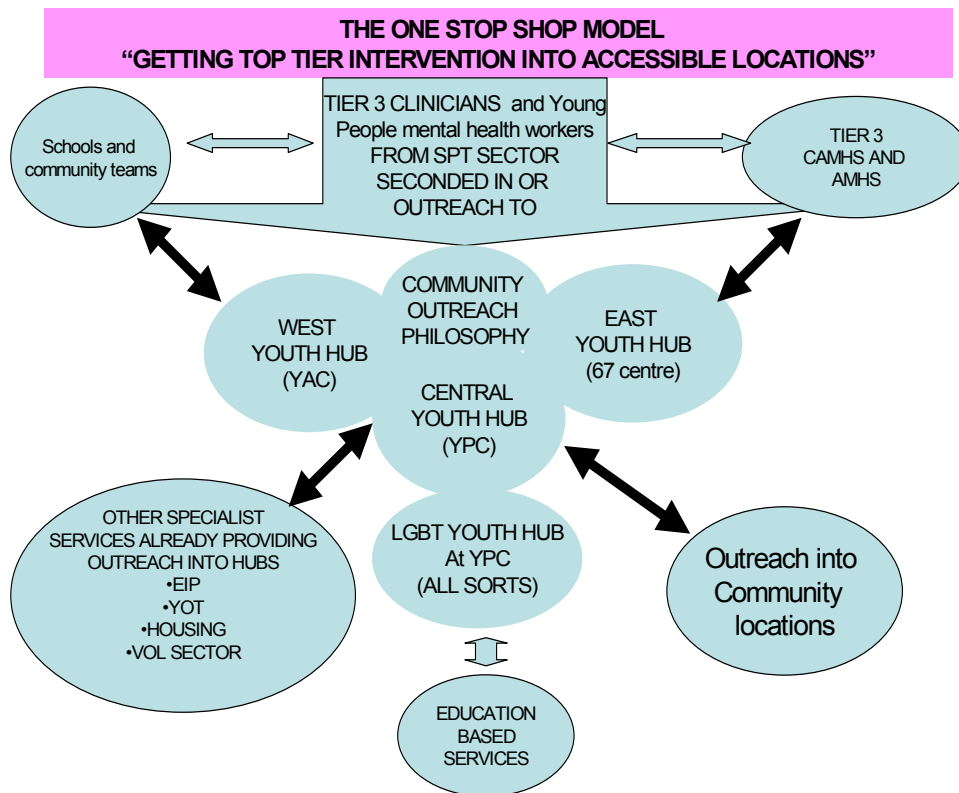 THE ONE STOP SHOP MODEL
“GETTING TOP TIER INTERVENTION INTO ACCESSIBLE LOCATIONS”
Schools and
community teams
TIER 3 CLINICIANS and Young
People mental health workers
FROM SPT SECTOR
SECONDED IN OR
OUTREACH TO
TIER 3
CAMHS AND
AMHS
WEST
YOUTH HUB
(YAC)
COMMUNITY
OUTREACH
PHILOSOPHY
EAST
YOUTH HUB
(67 centre)
CENTRAL
YOUTH HUB
(YPC)
OTHER SPECIALIST
SERVICES ALREADY PROVIDING
OUTREACH INTO HUBS
•EIP
•YOT
•HOUSING
•VOL SECTOR
LGBT YOUTH HUB
At YPC
(ALL SORTS)
Outreach into
Community
locations
EDUCATION
BASED
SERVICES